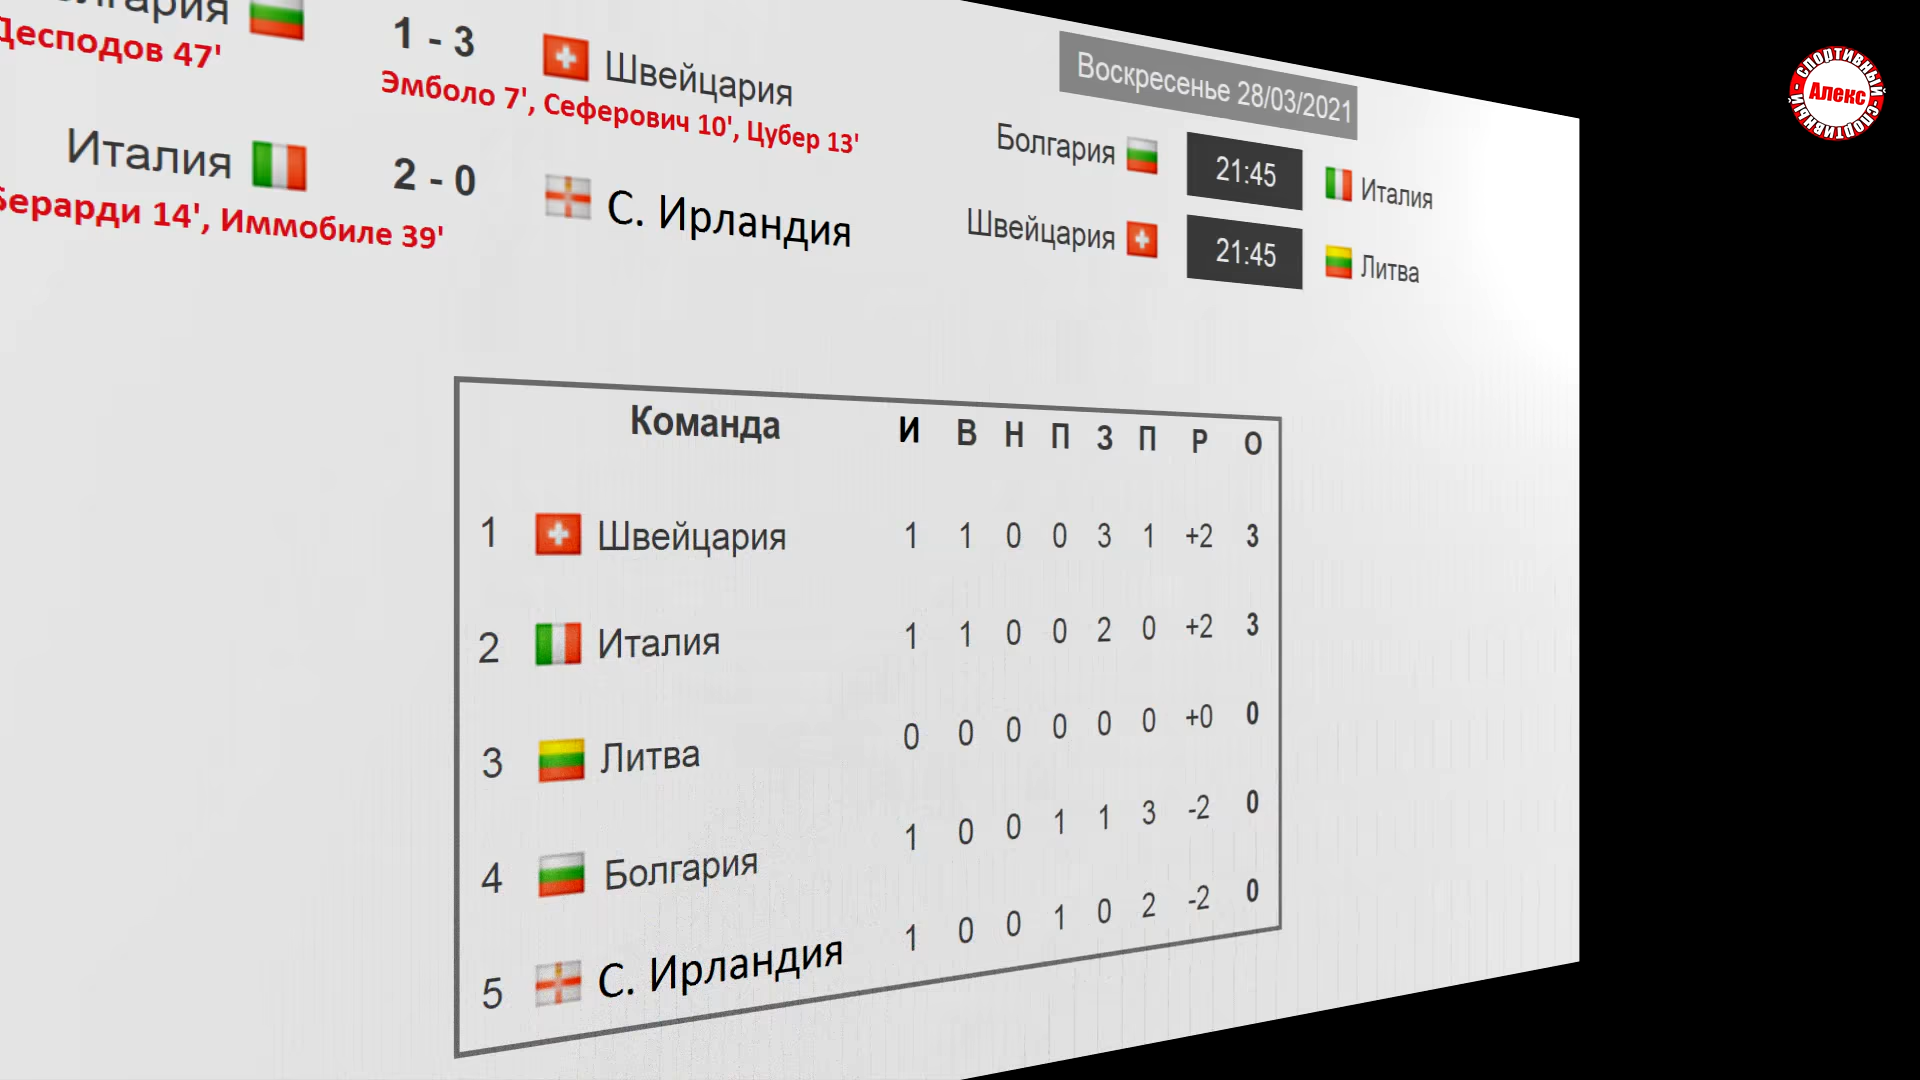 1 - 3 Швейцария
Десподов 47'
Эмболо 7', Сеферович 10', Цубер 13'
Италия 2 - 0 С. Ирландия
Берарди 14', Иммобиле 39'
Воскресенье 28/03/2021
Болгария 21:45 Италия
Швейцария 21:45 Литва
Команда И В Н П З П Р О
1 Швейцария 1 1 0 0 3 1 +2 3
2 Италия 1 1 0 0 2 0 +2 3
3 Литва 0 0 0 0 0 0 +0 0
4 Болгария 1 0 0 1 1 3 -2 0
5 С. Ирландия 1 0 0 1 0 2 -2 0
СПОРТИВНЫЙ
Алекс
СПОРТИВНЫЙ